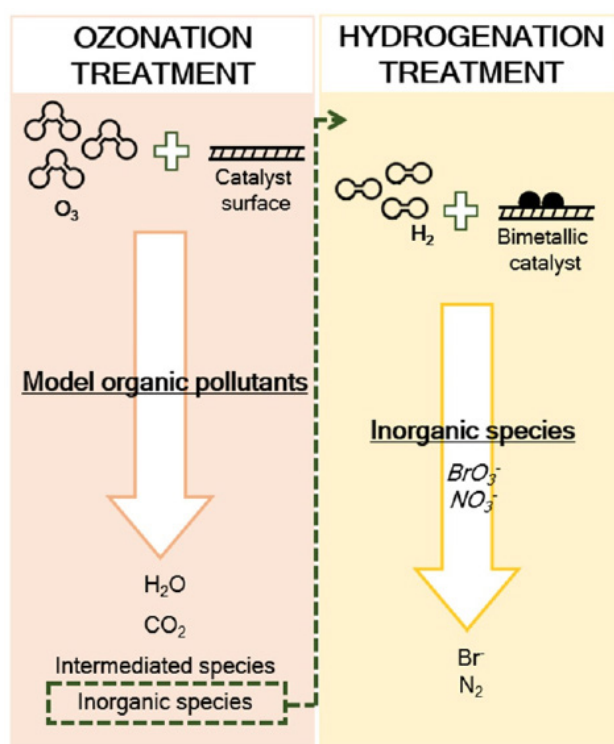 OZONATION
TREATMENT
O₃
Catalyst
surface
Model organic pollutants
H₂O
CO₂
Intermediated species
Inorganic species
HYDROGENATION
TREATMENT
H₂
Bimetallic
catalyst
Inorganic species
BrO₃⁻
NO₃⁻
Br⁻
N₂